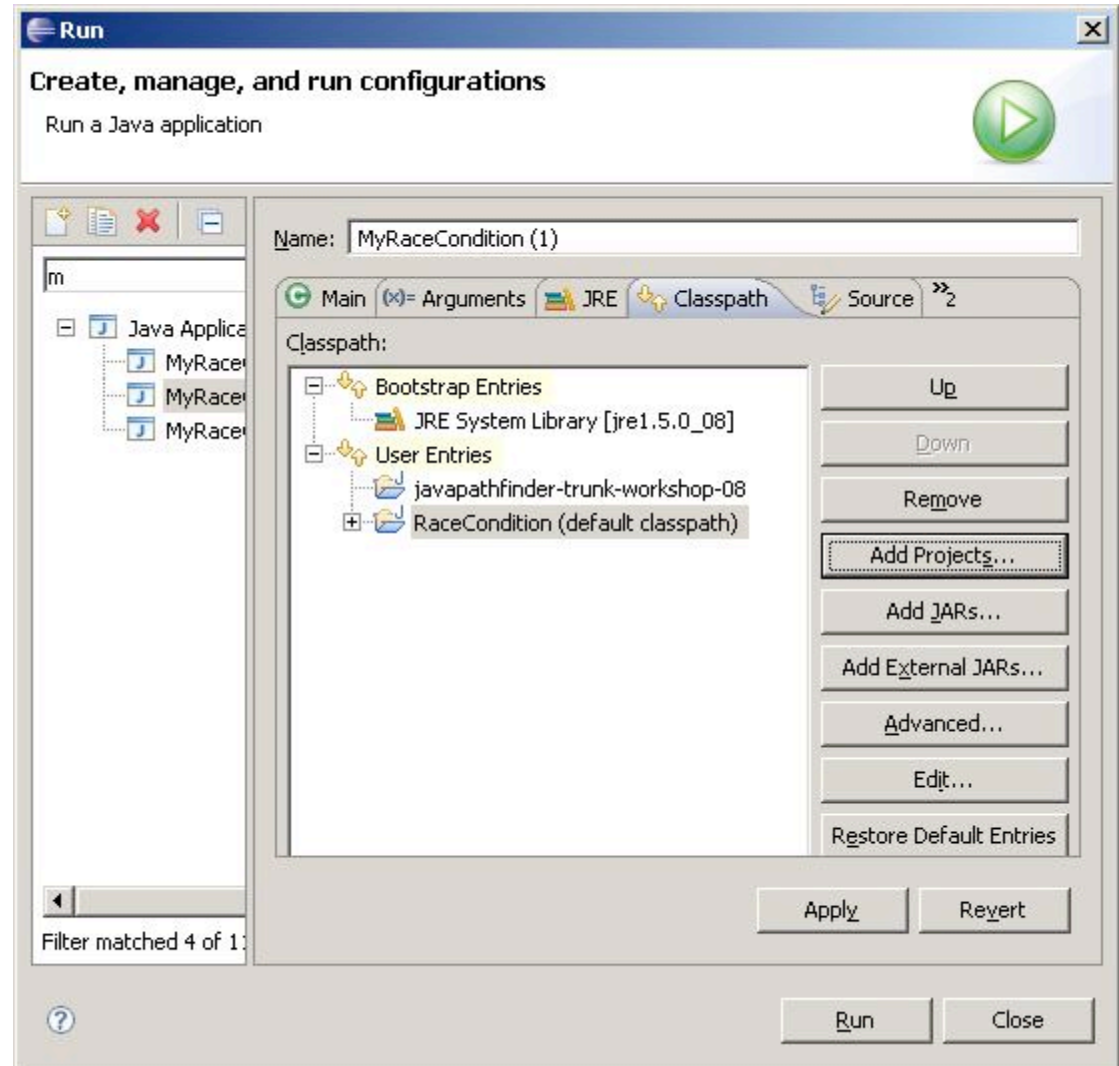 Run
Create, manage, and run configurations
Run a Java application
m
Java Applica
MyRace
MyRace
MyRace
Filter matched 4 of 1
Name: MyRaceCondition (1)
Main (x)= Arguments JRE Classpath Source »2
Classpath:
Bootstrap Entries
JRE System Library [jre1.5.0_08]
User Entries
javapathfinder-trunk-workshop-08
RaceCondition (default classpath)
Up
Down
Remove
Add Projects...
Add JARs...
Add External JARs...
Advanced...
Edit...
Restore Default Entries
Apply Revert
Run Close